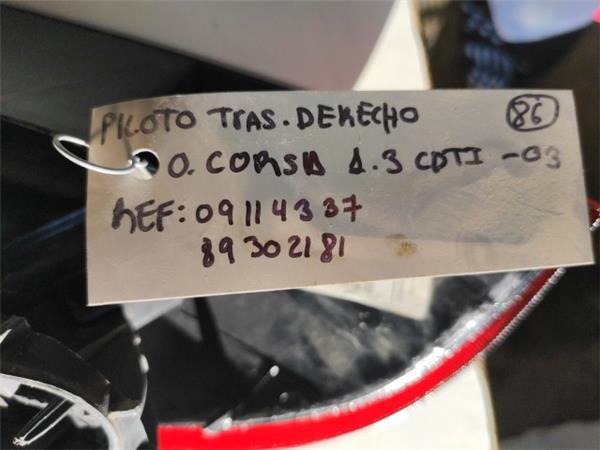 PILOTO TRAS. DERECHO 86
O. CORSA 1.3 CDTI -03
REF: 09114337
89302181